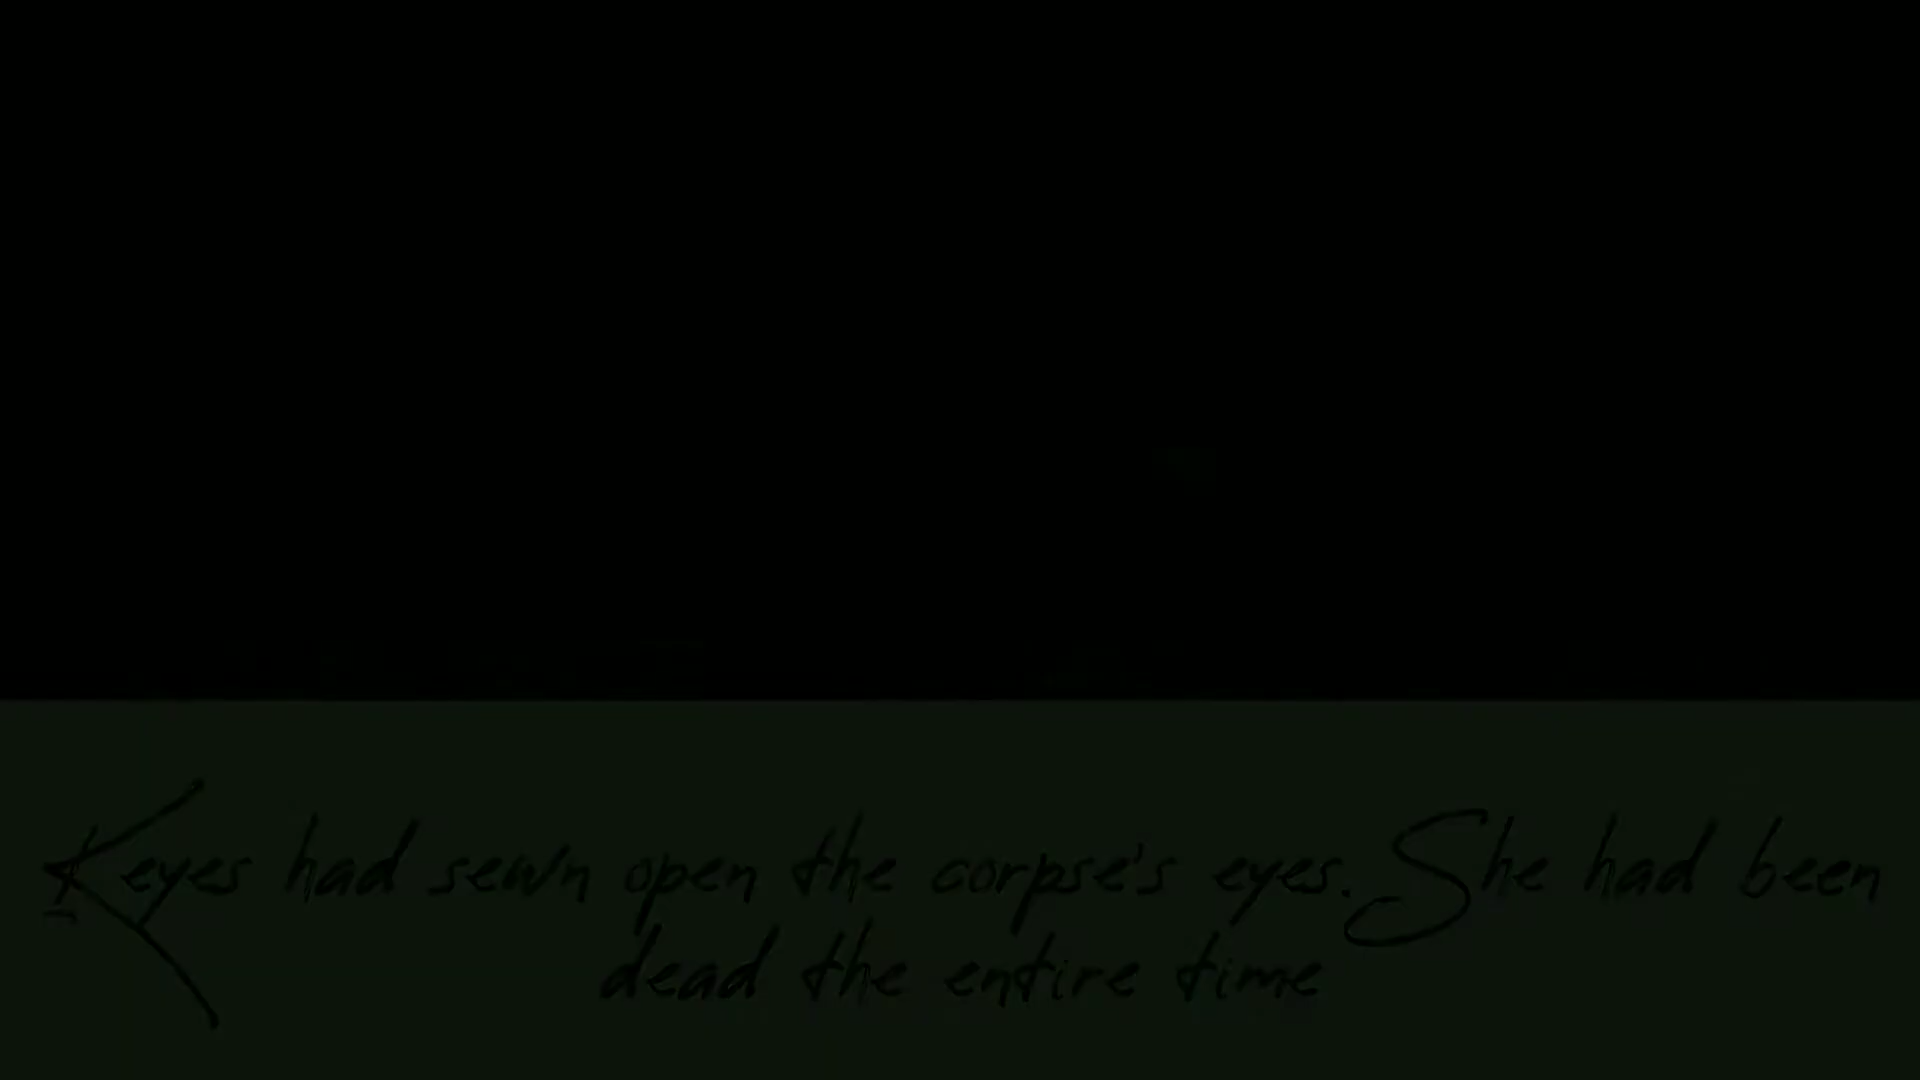 Keyes had sewn open the corpse's eyes. She had been
dead the entire time